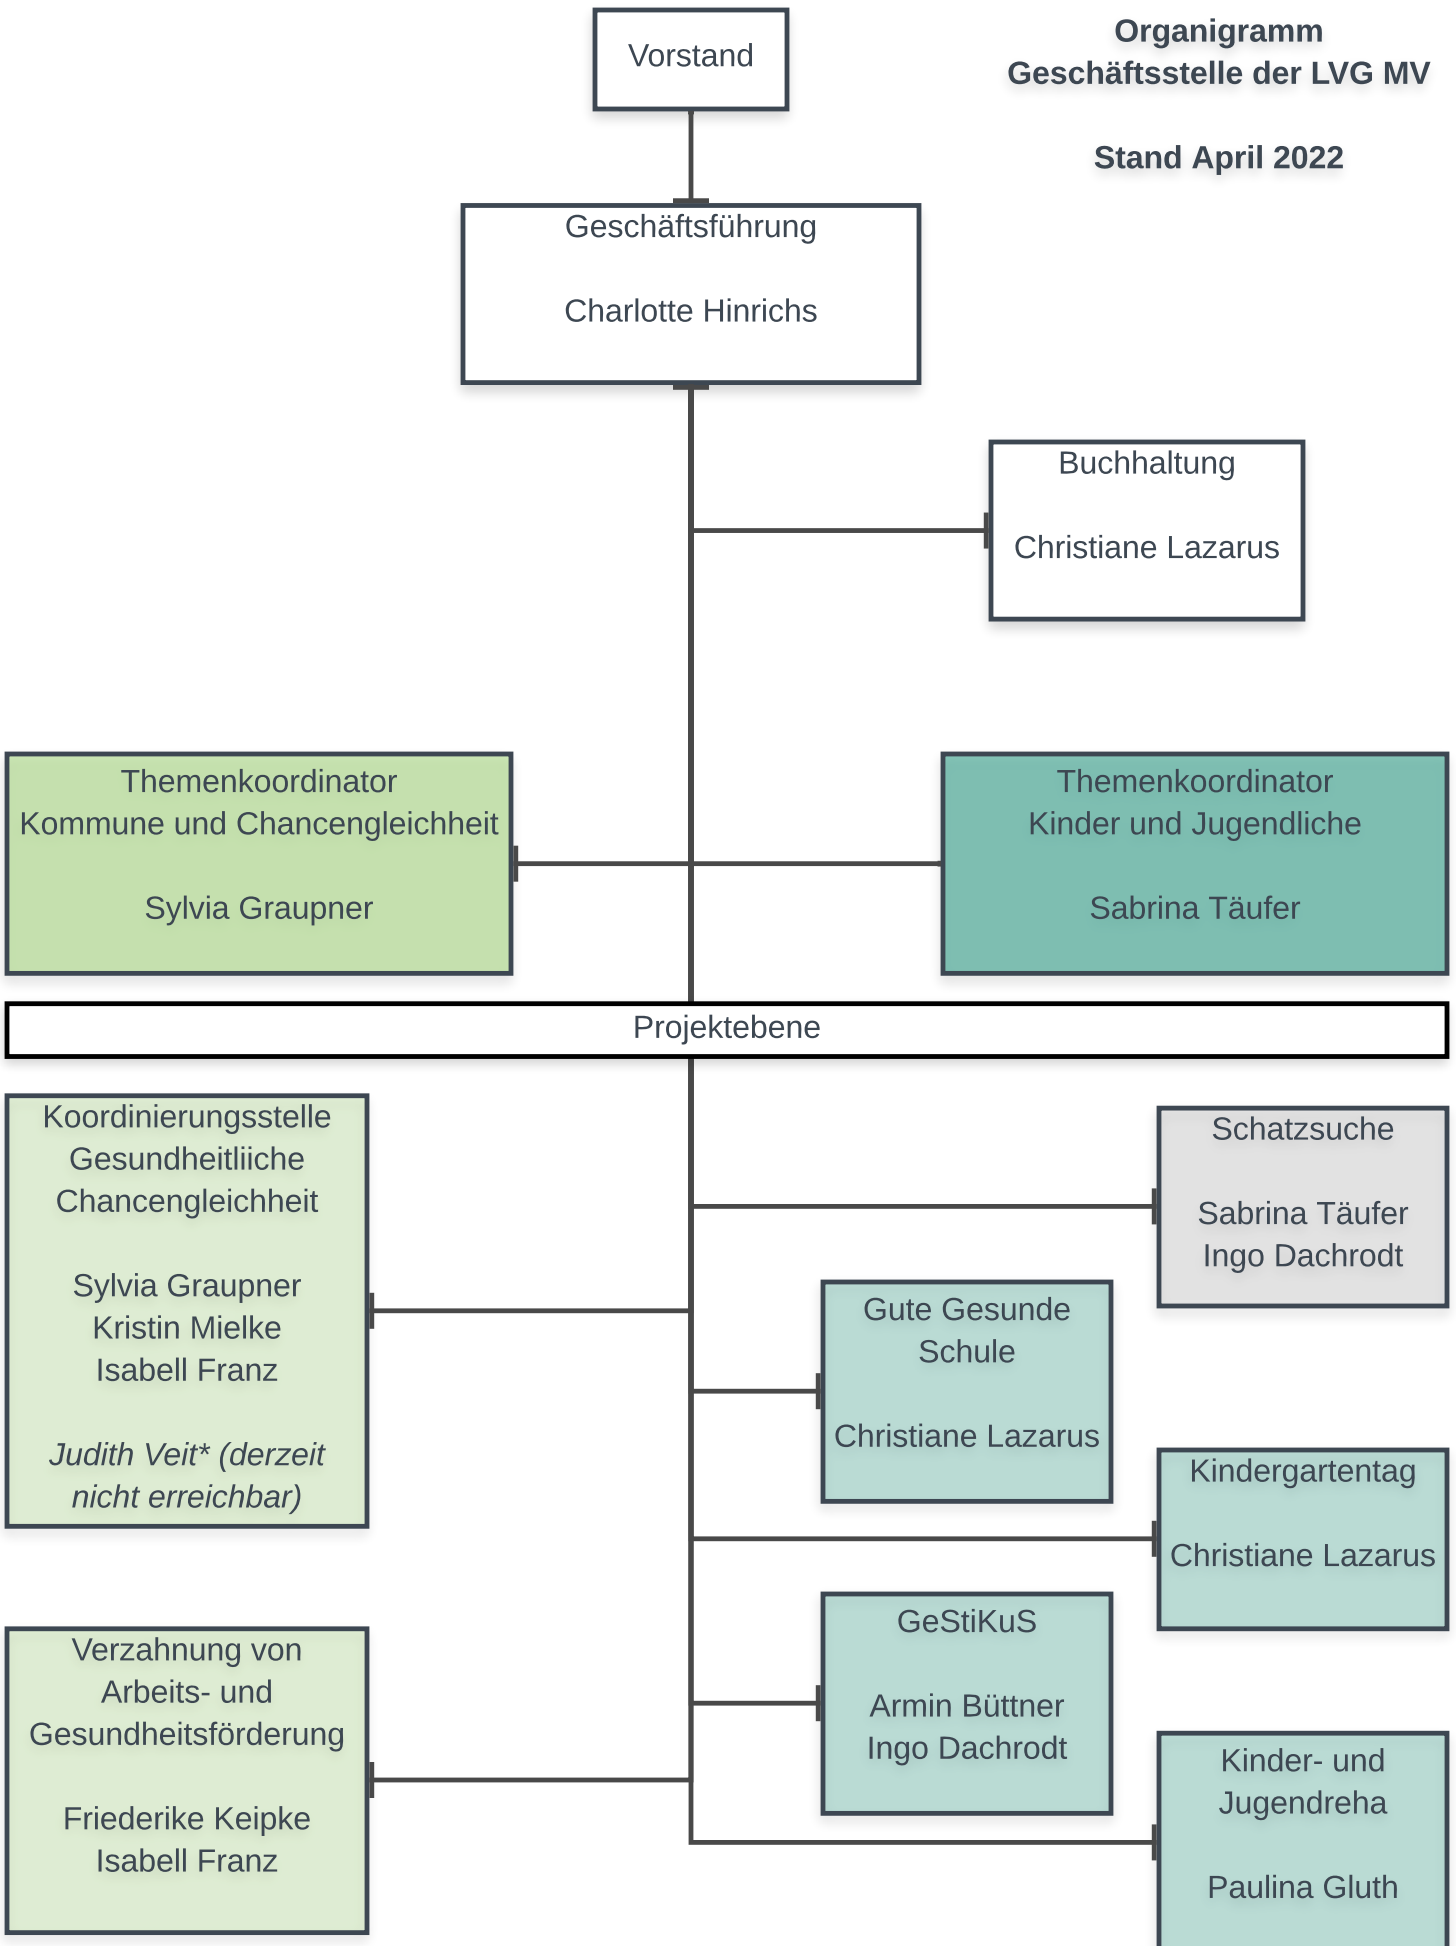 Vorstand
Organigramm
Geschäftsstelle der LVG MV
Stand April 2022
Geschäftsführung
Charlotte Hinrichs
Buchhaltung
Christiane Lazarus
Themenkoordinator
Kommune und Chancengleichheit
Sylvia Graupner
Themenkoordinator
Kinder und Jugendliche
Sabrina Täufer
Projektebene
Koordinierungsstelle
Gesundheitliiche
Chancengleichheit
Sylvia Graupner
Kristin Mielke
Isabell Franz
Judith Veit* (derzeit
nicht erreichbar)
Schatzsuche
Sabrina Täufer
Ingo Dachrodt
Gute Gesunde
Schule
Christiane Lazarus
Kindergartentag
Christiane Lazarus
GeStiKuS
Armin Büttner
Ingo Dachrodt
Verzahnung von
Arbeits- und
Gesundheitsförderung
Friederike Keipke
Isabell Franz
Kinder- und
Jugendreha
Paulina Gluth